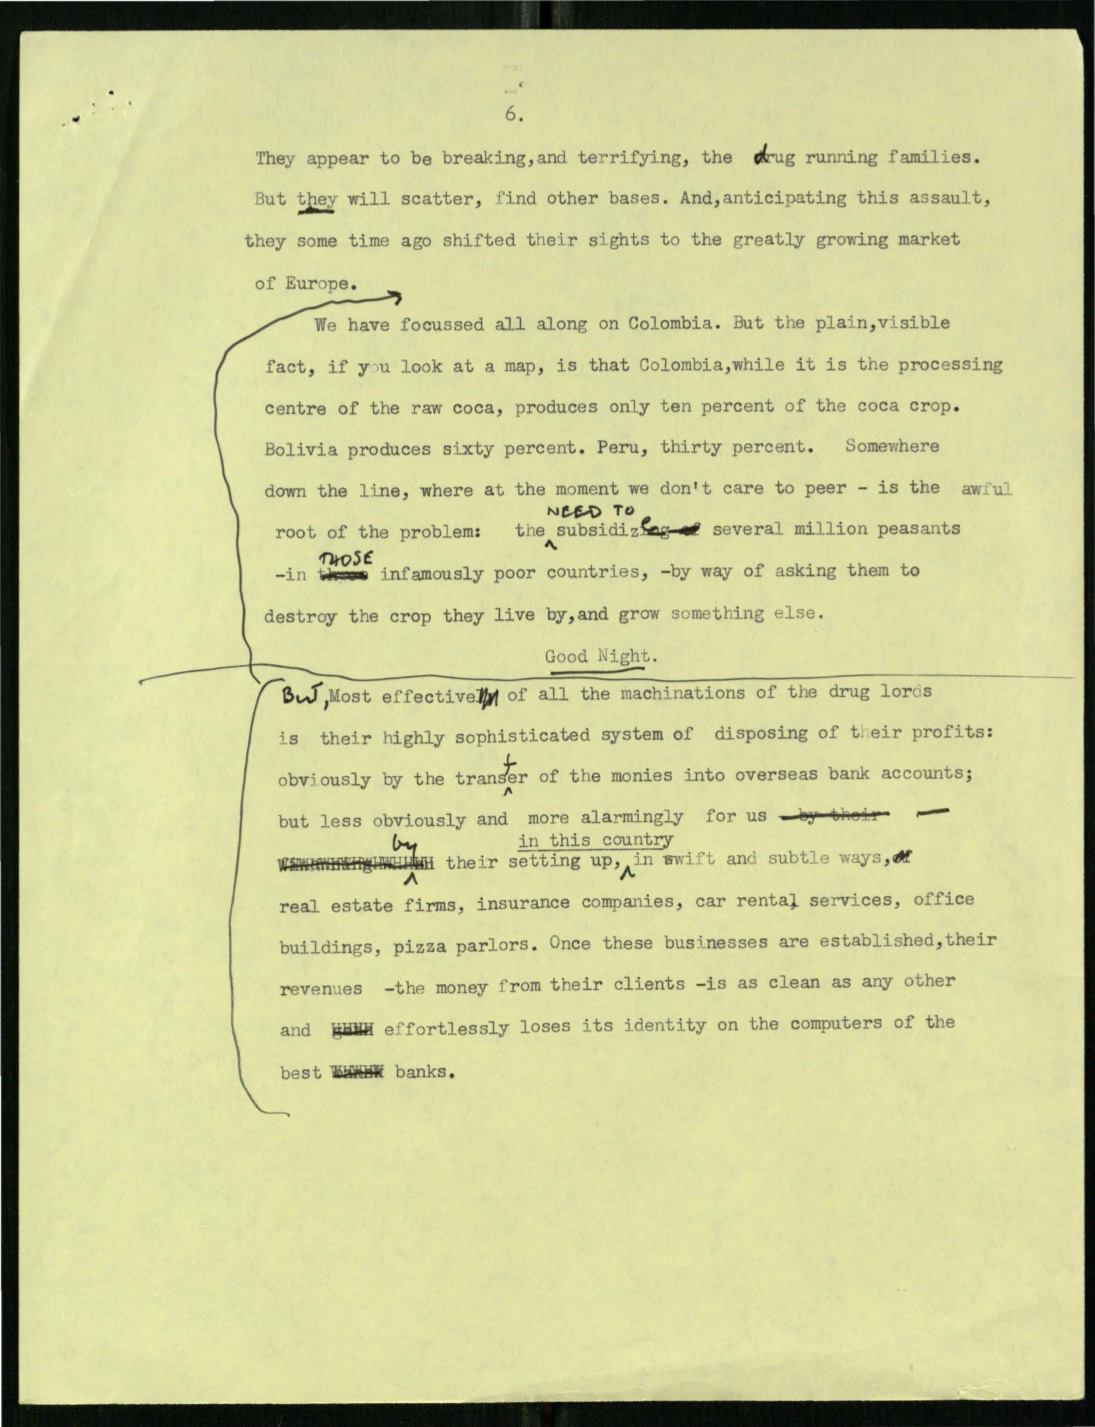 6.
They appear to be breaking,and terrifying, the drug running families.
But they will scatter, find other bases. And,anticipating this assault,
they some time ago shifted their sights to the greatly growing market
of Europe.
We have focussed all along on Colombia. But the plain,visible
fact, if you look at a map, is that Colombia,while it is the processing
centre of the raw coca, produces only ten percent of the coca crop.
Bolivia produces sixty percent. Peru, thirty percent. Somewhere
down the line, where at the moment we don't care to peer - is the awful
NEED TO
root of the problem: the subsidize several million peasants
THOSE
-in infamously poor countries, -by way of asking them to
destroy the crop they live by,and grow something else.
Good Night.
BUT,Most effective of all the machinations of the drug lords
is their highly sophisticated system of disposing of their profits:
f
obviously by the transer of the monies into overseas bank accounts;
but less obviously and more alarmingly for us by their —
by in this country
their setting up, in swift and subtle ways,of
real estate firms, insurance companies, car rental services, office
buildings, pizza parlors. Once these businesses are established,their
revenues -the money from their clients -is as clean as any other
and effortlessly loses its identity on the computers of the
best banks.